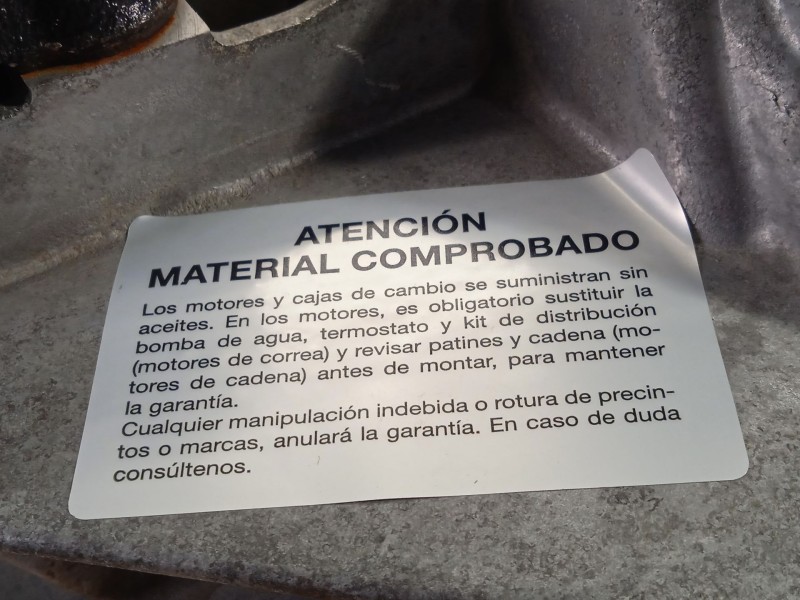 ATENCIÓN
MATERIAL COMPROBADO
Los motores y cajas de cambio se suministran sin
aceites. En los motores, es obligatorio sustituir la
bomba de agua, termostato y kit de distribución
(motores de correa) y revisar patines y cadena (mo-
tores de cadena) antes de montar, para mantener
la garantía.
Cualquier manipulación indebida o rotura de precin-
tos o marcas, anulará la garantía. En caso de duda
consúltenos.